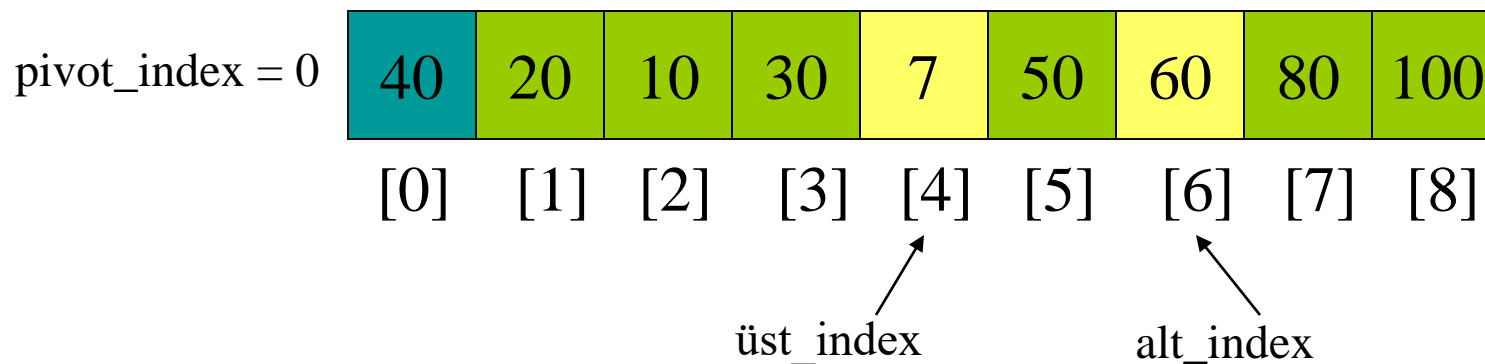 pivot_index = 0 40 20 10 30 7 50 60 80 100
[0] [1] [2] [3] [4] [5] [6] [7] [8]
üst_index alt_index